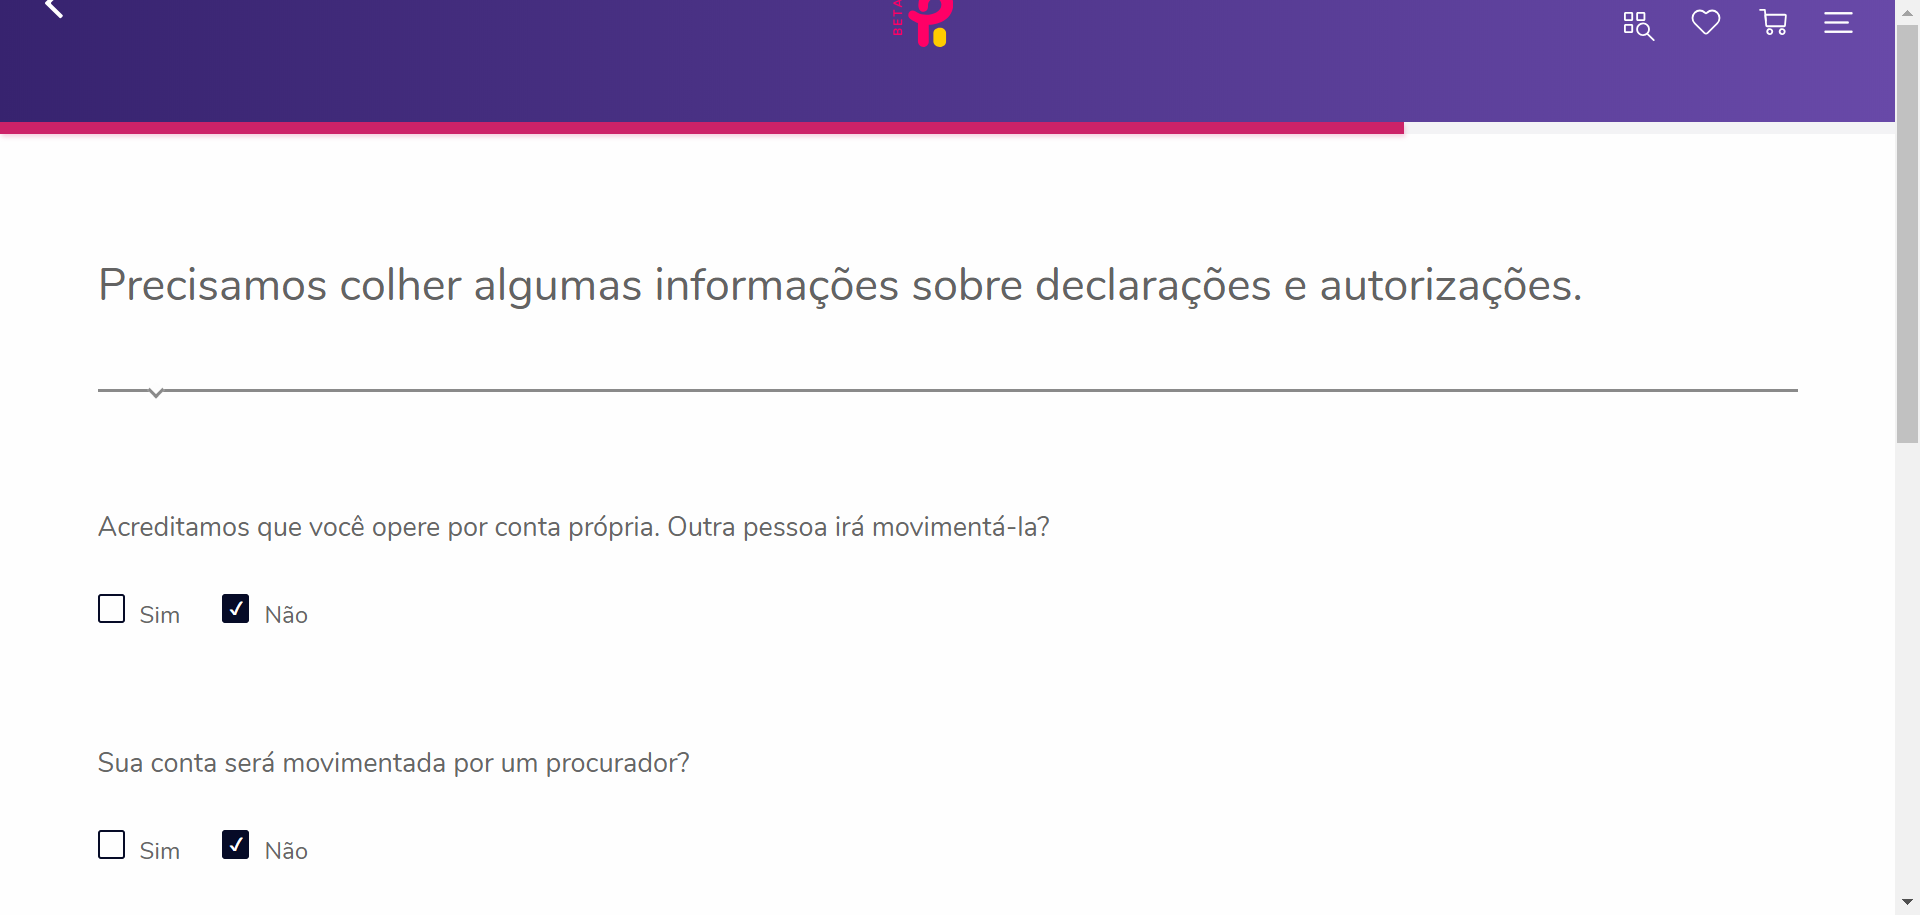 BETA
Precisamos colher algumas informações sobre declarações e autorizações.
Acreditamos que você opere por conta própria. Outra pessoa irá movimentá-la?
Sim Não
Sua conta será movimentada por um procurador?
Sim Não